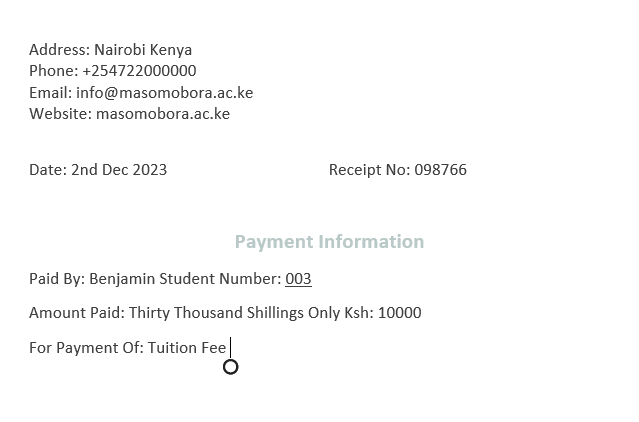 Address: Nairobi Kenya
Phone: +254722000000
Email: info@masomobora.ac.ke
Website: masomobora.ac.ke
Date: 2nd Dec 2023 Receipt No: 098766
Payment Information
Paid By: Benjamin Student Number: 003
Amount Paid: Thirty Thousand Shillings Only Ksh: 10000
For Payment Of: Tuition Fee